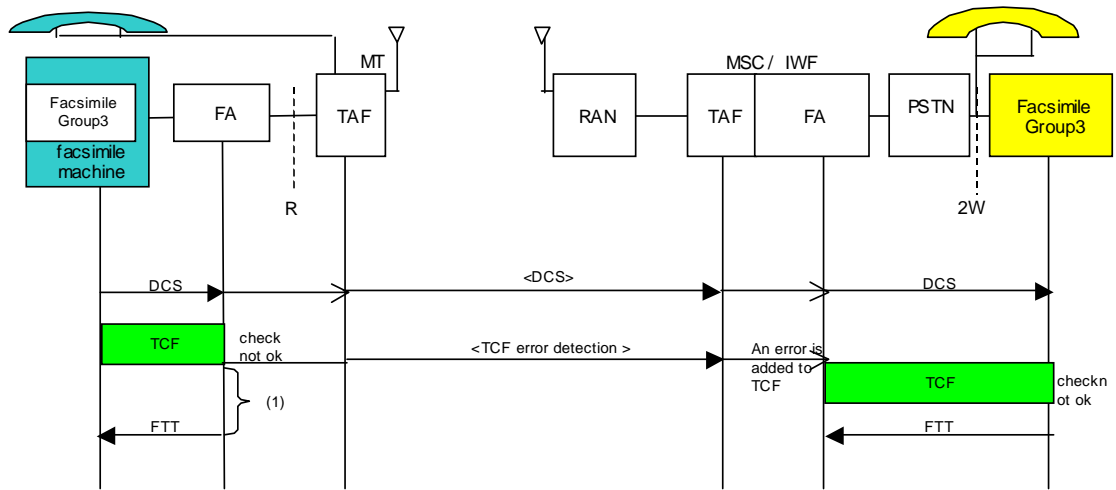 MT
MSC/ IWF
Facsimile
Group3
facsimile
machine
FA
TAF
RAN
TAF
FA
PSTN
Facsimile
Group3
R
2W
DCS
<DCS>
DCS
TCF
check
not ok
<TCF error detection >
An error is
added to
TCF
TCF
checkn
ot ok
(1)
FTT
FTT